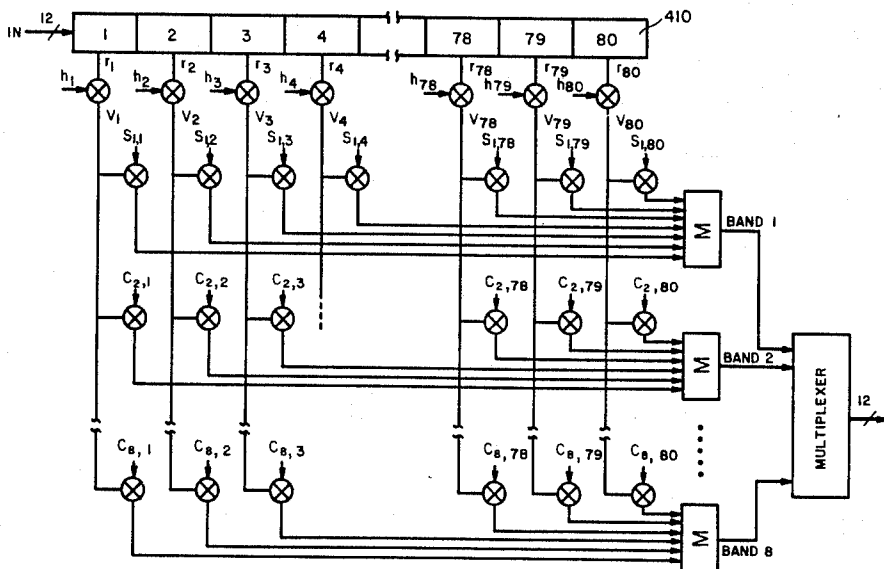 IN 12 1 2 3 4 78 79 80 410
r1 r2 r3 r4 r78 r79 r80
h1 h2 h3 h4 h78 h79 h80
V1 V2 V3 V4 V78 V79 V80
S1,1 S1,2 S1,3 S1,4 S1,78 S1,79 S1,80
M BAND 1
C2,1 C2,2 C2,3 C2,78 C2,79 C2,80
M BAND 2
MULTIPLEXER
12
C8,1 C8,2 C8,3 C8,78 C8,79 C8,80
M BAND 8